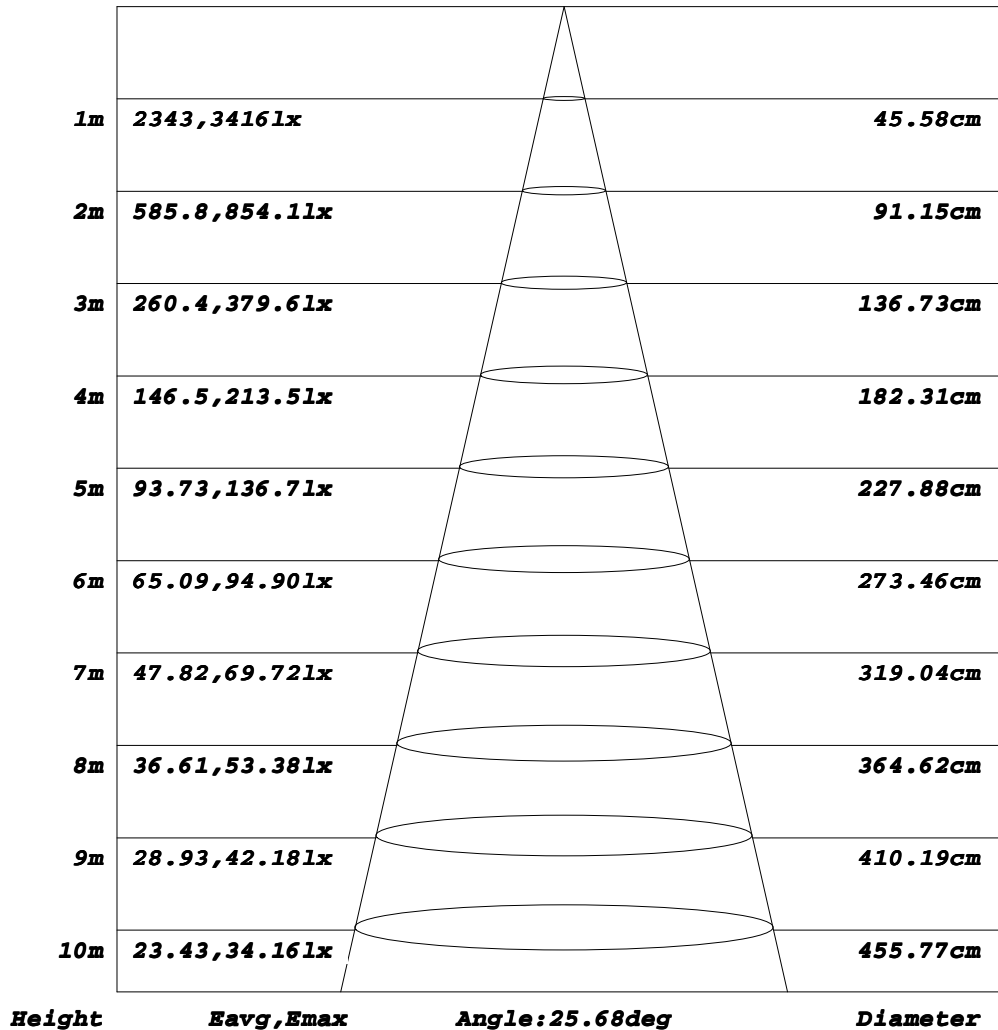 1m 2343,3416lx 45.58cm
2m 585.8,854.1lx 91.15cm
3m 260.4,379.6lx 136.73cm
4m 146.5,213.5lx 182.31cm
5m 93.73,136.7lx 227.88cm
6m 65.09,94.90lx 273.46cm
7m 47.82,69.72lx 319.04cm
8m 36.61,53.38lx 364.62cm
9m 28.93,42.18lx 410.19cm
10m 23.43,34.16lx 455.77cm
Height Eavg,Emax Angle:25.68deg Diameter